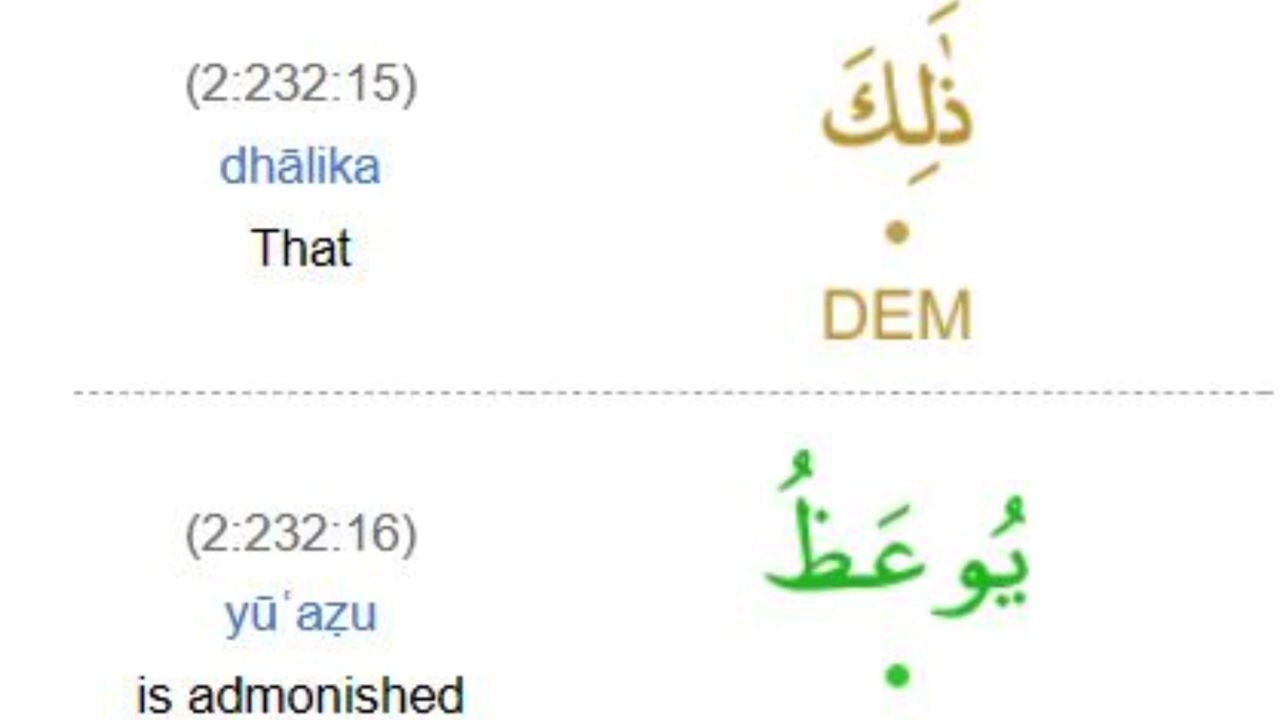 (2:232:15)
dhālika
That
ذَٰلِكَ
DEM
(2:232:16)
yūʿaẓu
is admonished
يُوعَظُ